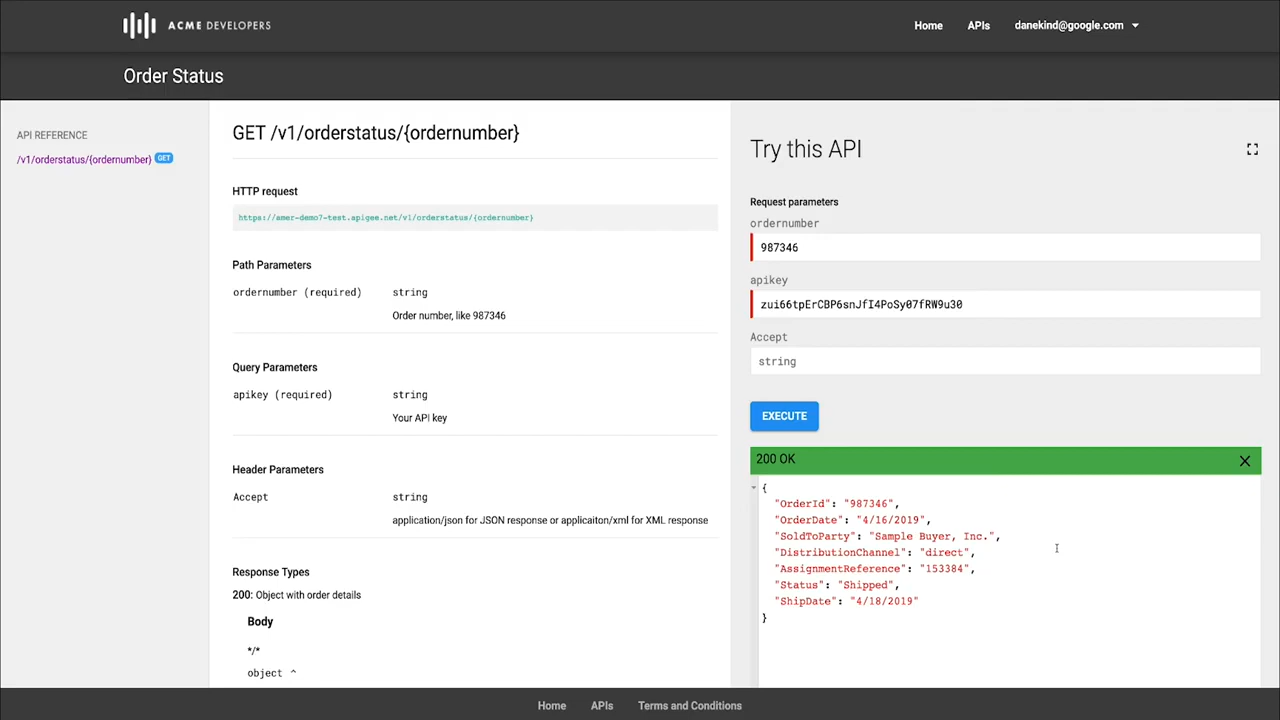 ACME DEVELOPERS
Home
APIs
danekind@google.com
Order Status
API REFERENCE
/v1/orderstatus/{ordernumber} GET
GET /v1/orderstatus/{ordernumber}
HTTP request
https://amer-demo7-test.apigee.net/v1/orderstatus/{ordernumber}
Path Parameters
ordernumber (required) string
Order number, like 987346
Query Parameters
apikey (required) string
Your API key
Header Parameters
Accept string
application/json for JSON response or applicaiton/xml for XML response
Response Types
200: Object with order details
Body
*/*
object ^
Try this API
Request parameters
ordernumber
987346
apikey
zui66tpErCBP6snJfI4PoSy07fRW9u30
Accept
string
EXECUTE
200 OK
{
"OrderId": "987346",
"OrderDate": "4/16/2019",
"SoldToParty": "Sample Buyer, Inc.",
"DistributionChannel": "direct",
"AssignmentReference": "153384",
"Status": "Shipped",
"ShipDate": "4/18/2019"
}
Home
APIs
Terms and Conditions